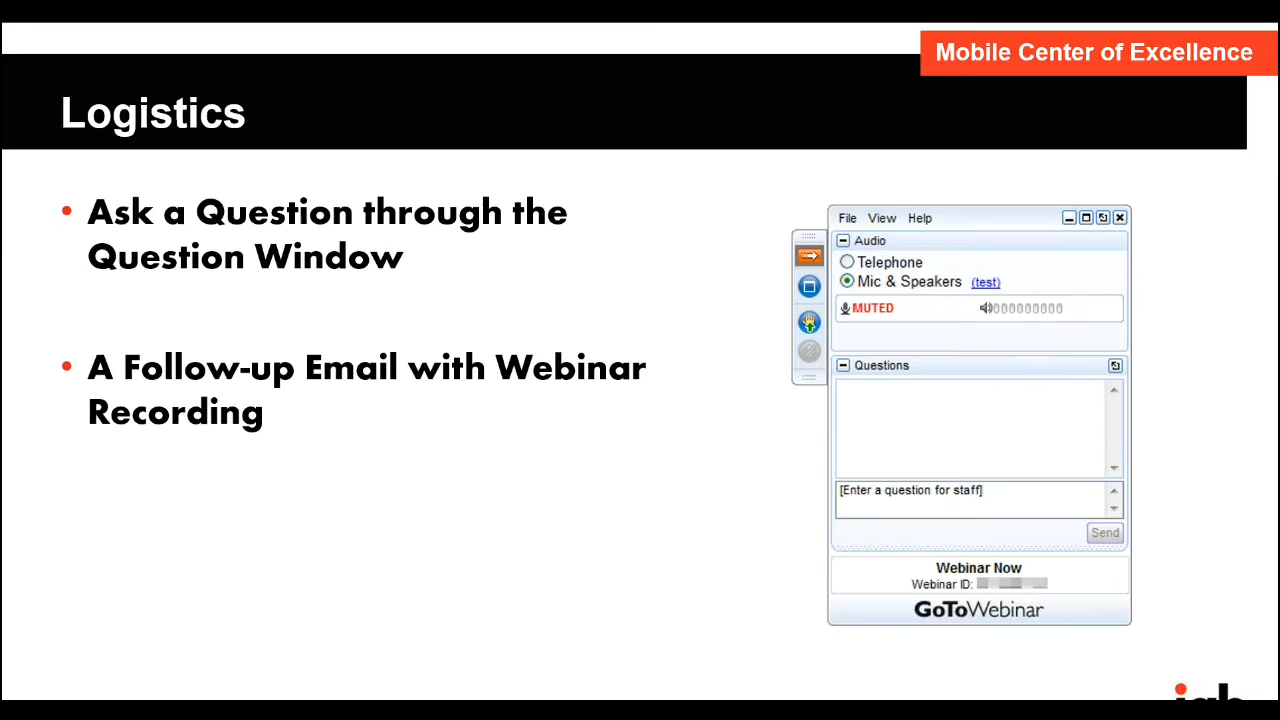 Mobile Center of Excellence
Logistics
• Ask a Question through the
Question Window
• A Follow-up Email with Webinar
Recording
File View Help
Audio
Telephone
Mic & Speakers (test)
MUTED 000000000
Questions
[Enter a question for staff]
Send
Webinar Now
Webinar ID:
GoToWebinar